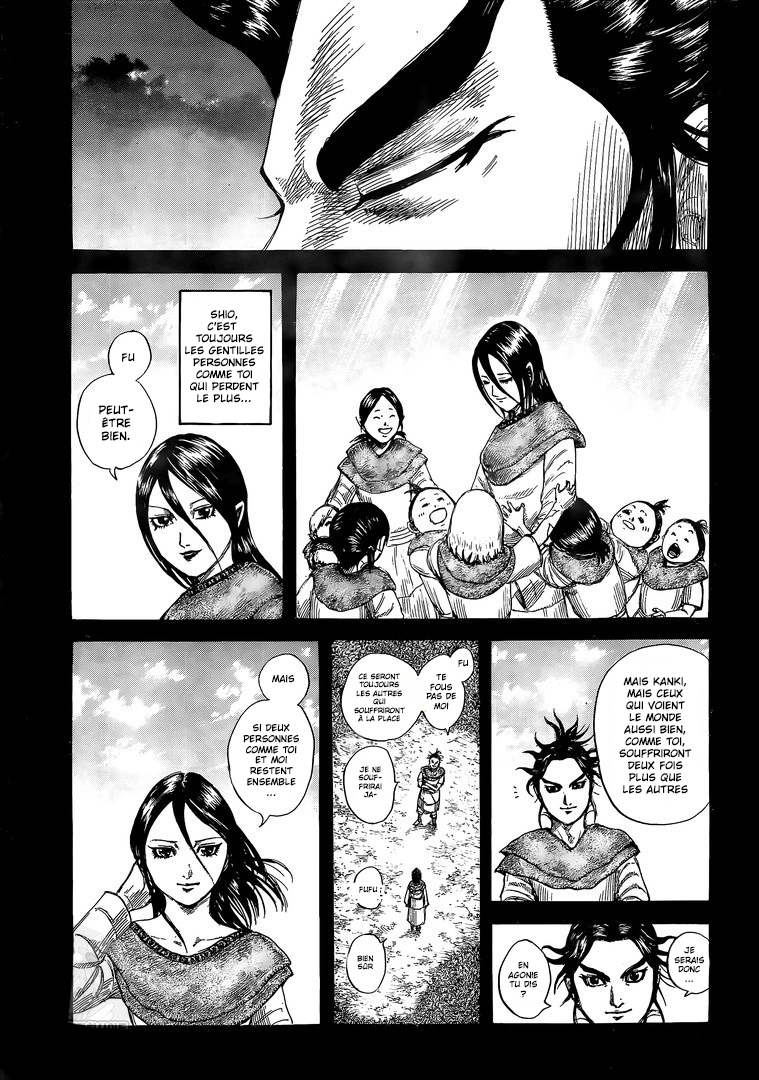 SHIO,
C'EST
TOUJOURS
LES GENTILLES
PERSONNES
COMME TOI
QUI PERDENT
LE PLUS...
FU
PEUT-
ÊTRE
BIEN.
MAIS KANKI,
MAIS CEUX
QUI VOIENT
LE MONDE
AUSSI BIEN,
COMME TOI,
SOUFFRIRONT
DEUX FOIS
PLUS QUE
LES AUTRES
JE
SERAIS
DONC
...
EN
AGONIE
TU DIS
?
FU
TE
FOUS
PAS DE
MOI
CE SERONT
TOUJOURS
LES AUTRES
QUI
SOUFFRIRONT
À LA PLACE
JE NE
SOUF-
FRIRAI
JA-
FUFU
BIEN
SÛR
MAIS
SI DEUX
PERSONNES
COMME TOI
ET MOI
RESTENT
ENSEMBLE
...